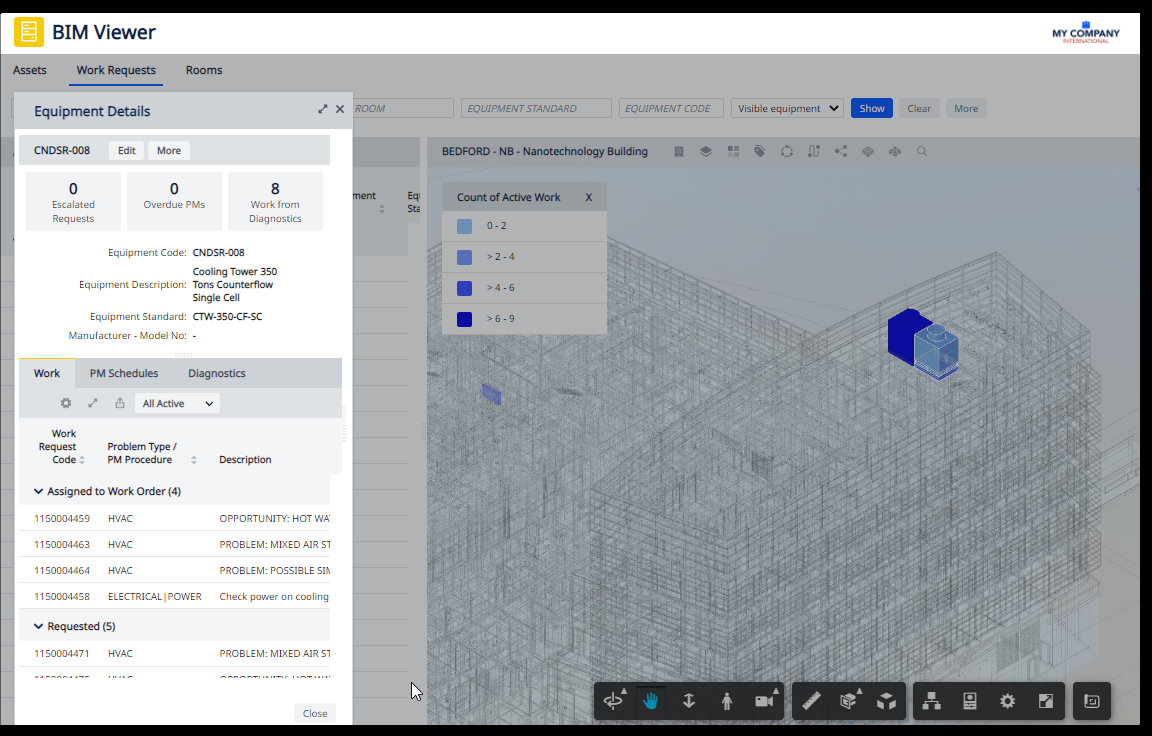 BIM Viewer
MY COMPANY
INTERNATIONAL
Assets
Work Requests
Rooms
ROOM
EQUIPMENT STANDARD
EQUIPMENT CODE
Visible equipment
Show
Clear
More
Equipment Details
CNDSR-008
Edit
More
0
Escalated
Requests
0
Overdue PMs
8
Work from
Diagnostics
Equipment Code: CNDSR-008
Equipment Description: Cooling Tower 350
Tons Counterflow
Single Cell
Equipment Standard: CTW-350-CF-SC
Manufacturer - Model No: -
Work
PM Schedules
Diagnostics
All Active
Work
Request
Code
Problem Type /
PM Procedure
Description
Assigned to Work Order (4)
1150004459 HVAC OPPORTUNITY: HOT WA
1150004463 HVAC PROBLEM: MIXED AIR ST
1150004464 HVAC PROBLEM: POSSIBLE SIM
1150004458 ELECTRICAL|POWER Check power on cooling
Requested (5)
1150004471 HVAC PROBLEM: MIXED AIR ST
Close
ment
Eq
Sta
BEDFORD - NB - Nanotechnology Building
Count of Active Work X
0 - 2
> 2 - 4
> 4 - 6
> 6 - 9